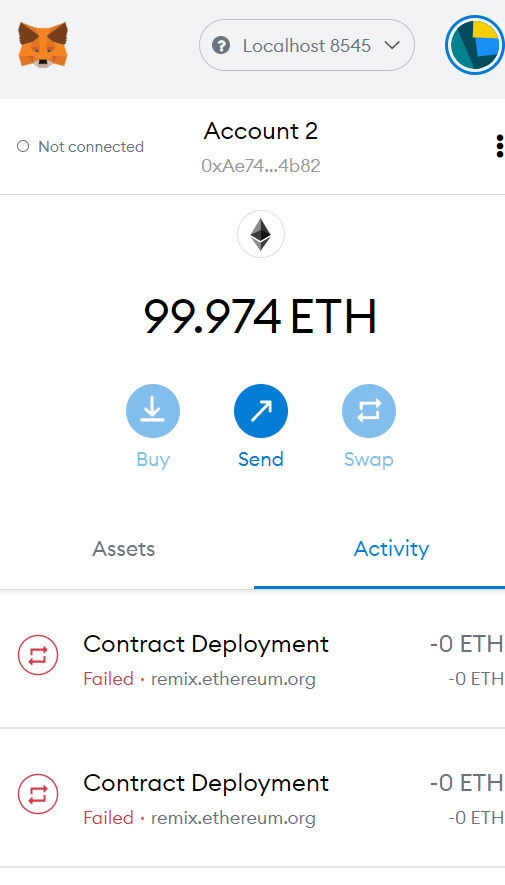 ? Localhost 8545
Not connected
Account 2
0xAe74...4b82
99.974 ETH
Buy Send Swap
Assets Activity
Contract Deployment -0 ETH
Failed · remix.ethereum.org -0 ETH
Contract Deployment -0 ETH
Failed · remix.ethereum.org -0 ETH